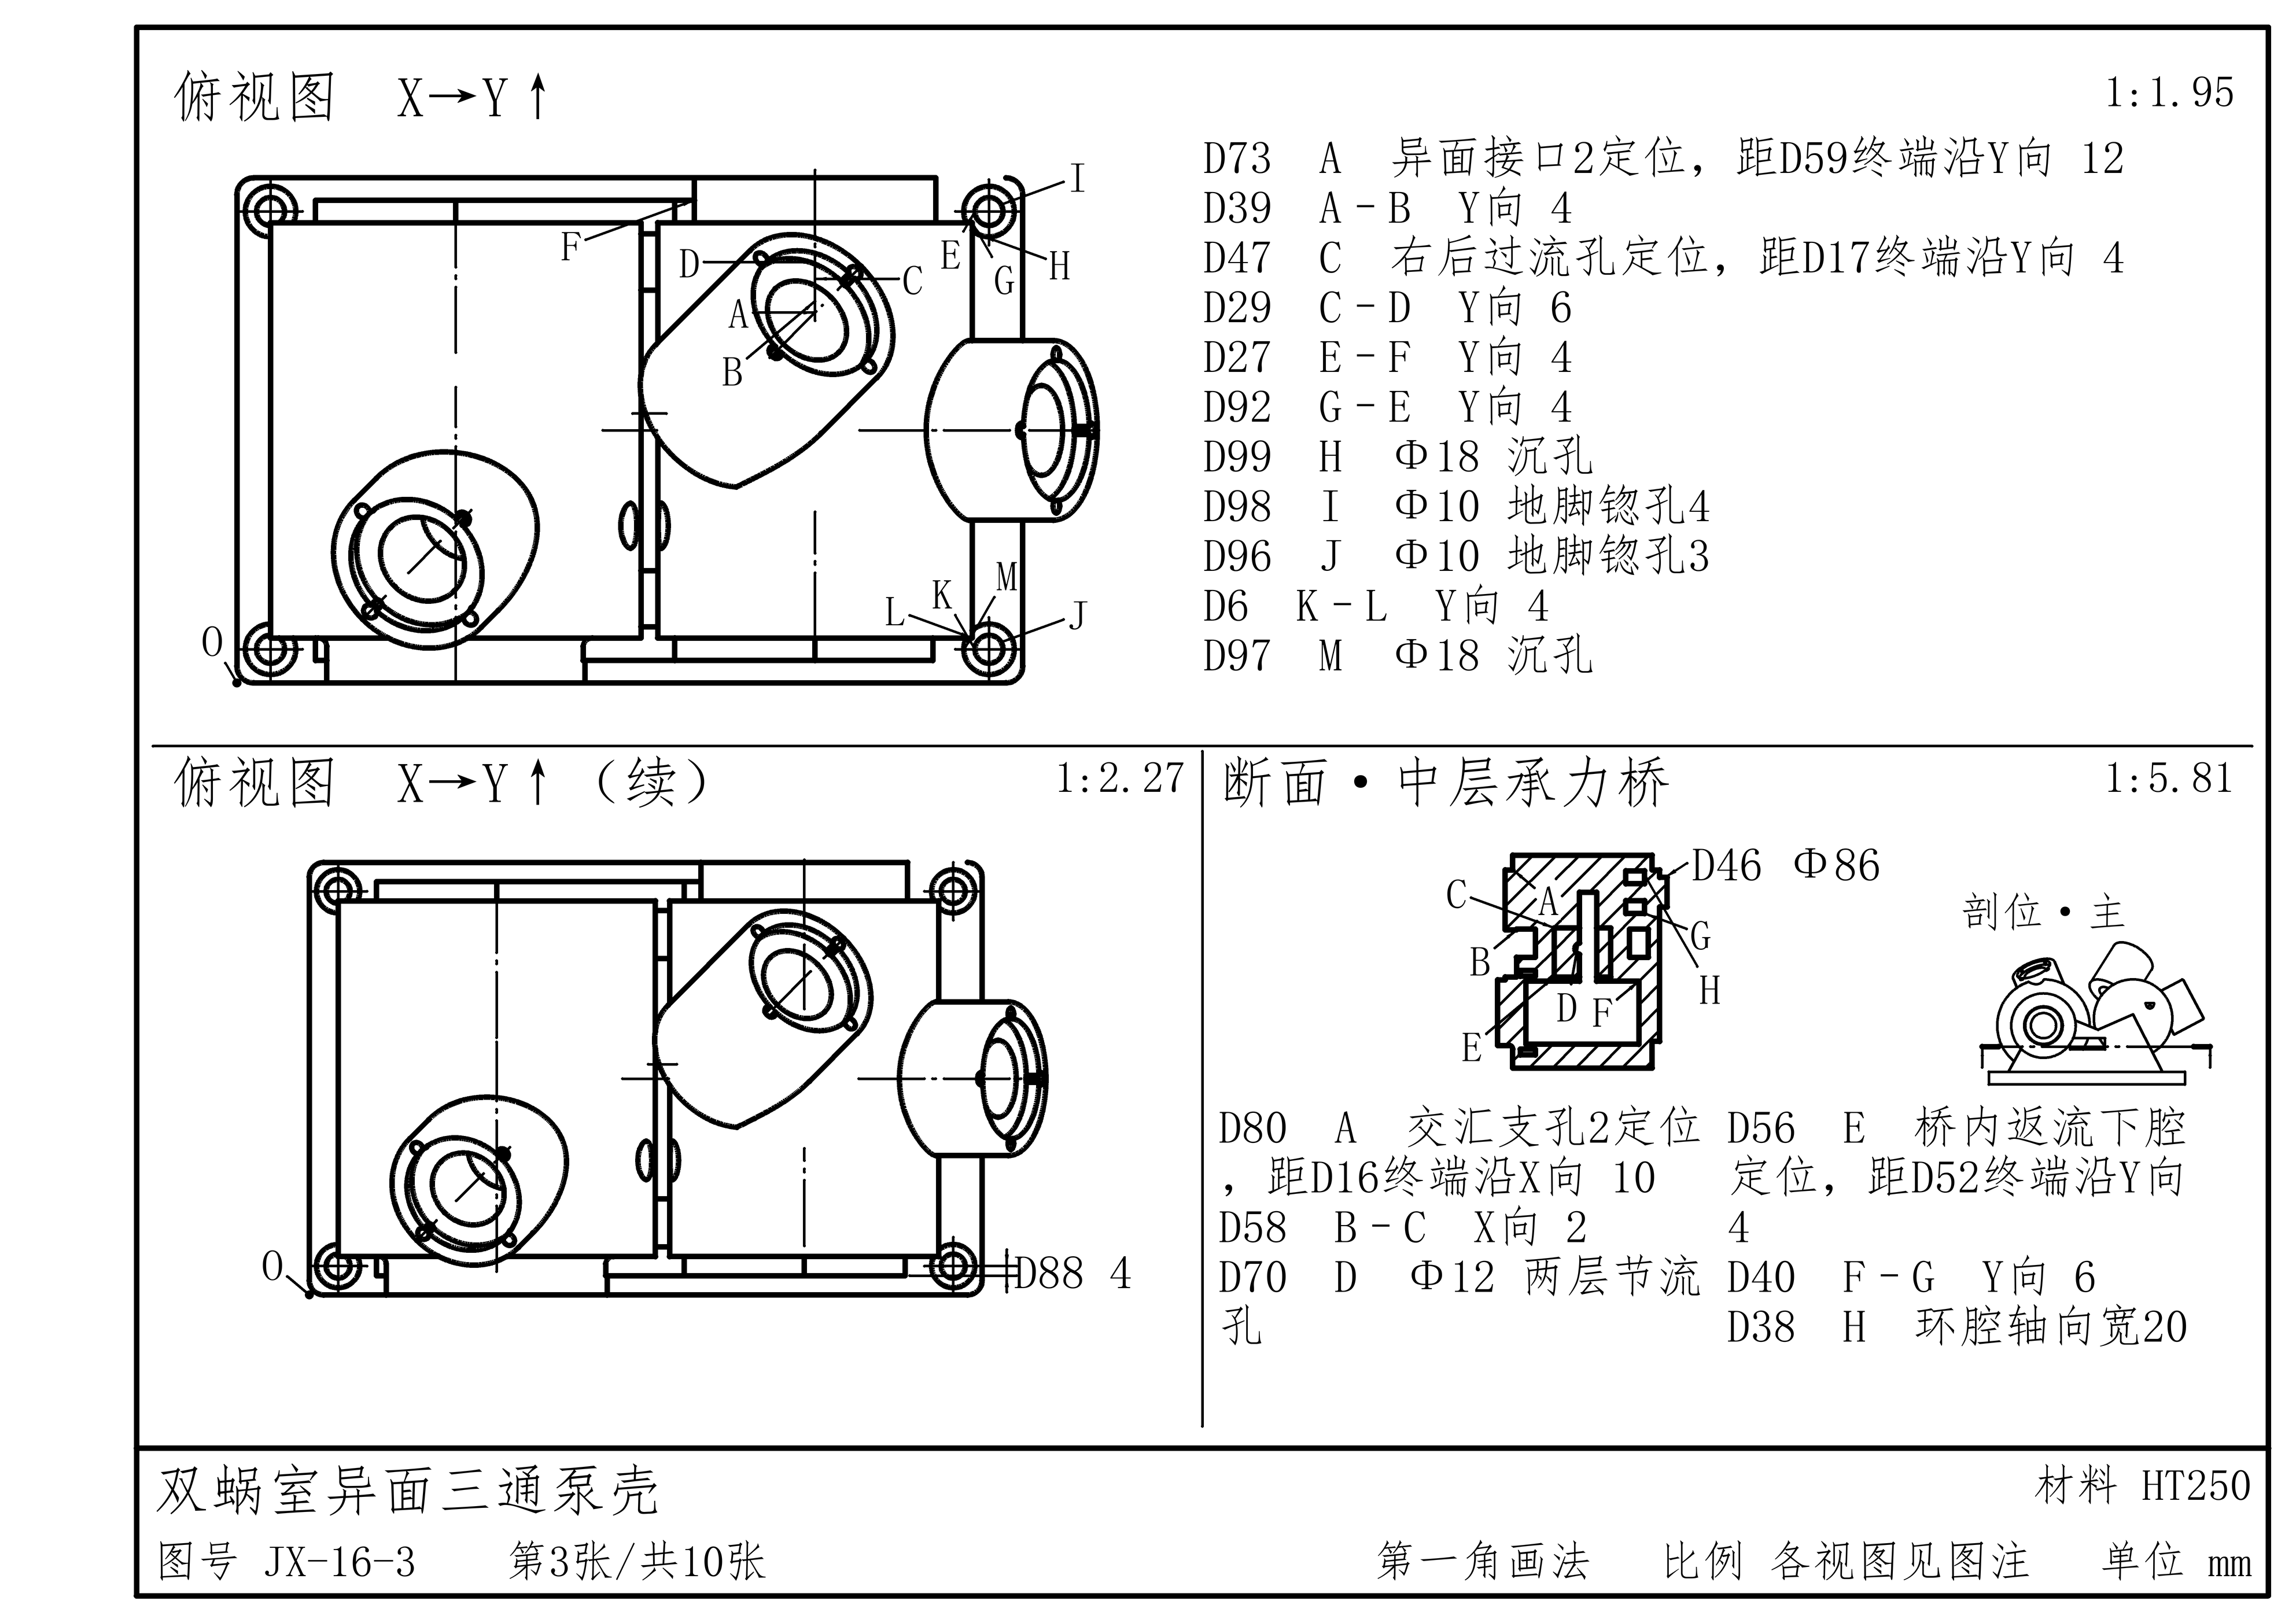 俯视图 X→Y↑
1:1.95
D73 A 异面接口2定位，距D59终端沿Y向 12
D39 A-B Y向 4
D47 C 右后过流孔定位，距D17终端沿Y向 4
D29 C-D Y向 6
D27 E-F Y向 4
D92 G-E Y向 4
D99 H Φ18 沉孔
D98 I Φ10 地脚锪孔4
D96 J Φ10 地脚锪孔3
D6 K-L Y向 4
D97 M Φ18 沉孔
I
F
E
H
D
C
G
A
B
M
K
L
J
O
俯视图 X→Y↑（续）
1:2.27
O
D88 4
断面·中层承力桥
1:5.81
D46 Φ86
C
A
B
G
H
D
F
E
剖位·主
D80 A 交汇支孔2定位
，距D16终端沿X向 10
D58 B-C X向 2
D70 D Φ12 两层节流
孔
D56 E 桥内返流下腔
定位，距D52终端沿Y向
4
D40 F-G Y向 6
D38 H 环腔轴向宽20
双蜗室异面三通泵壳
材料 HT250
图号 JX-16-3 第3张/共10张
第一角画法 比例 各视图见图注 单位 mm